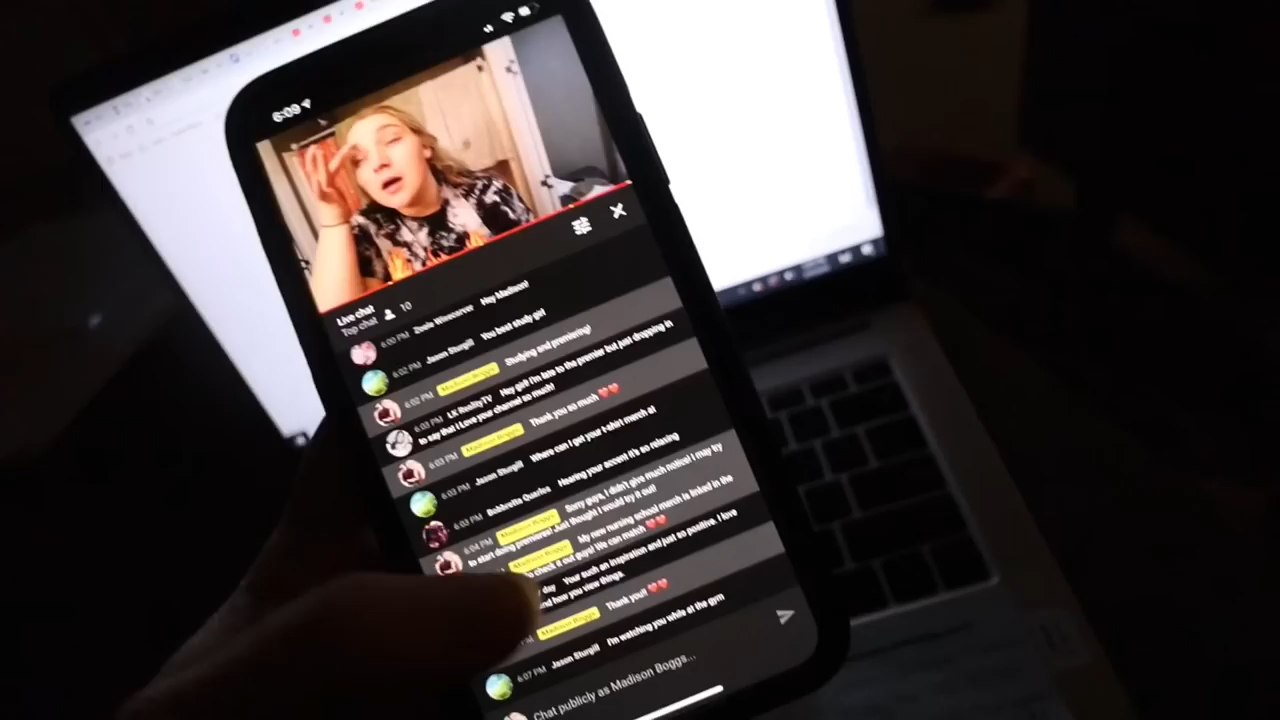 6:09
Live chat
Top chat 10
6:00 PM Hey Madison!
6:02 PM Jason Sturgill You best study girl
6:02 PM Madison Boggs Studying and premiering!
6:03 PM LK RealityTV Hey girl! I'm late to the premier but just dropping in
to say that I Love your channel so much!
6:03 PM Madison Boggs Thank you so much ❤️❤️
6:03 PM Jason Sturgill Where can I get your t-shirt merch at
6:03 PM Bobbretta Quarles Hearing your accent it's so relaxing
6:04 PM Madison Boggs Sorry guys, I didn't give much notice! I may try
to start doing premieres! Just thought I would try it out!
Madison Boggs My new nursing school merch is linked in the
to check it out guys! We can match ❤️❤️
day Your such an inspiration and just so positive. I love
and how you view things.
Madison Boggs Thank you!! ❤️❤️
6:07 PM Jason Sturgill I'm watching you while at the gym
Chat publicly as Madison Boggs...